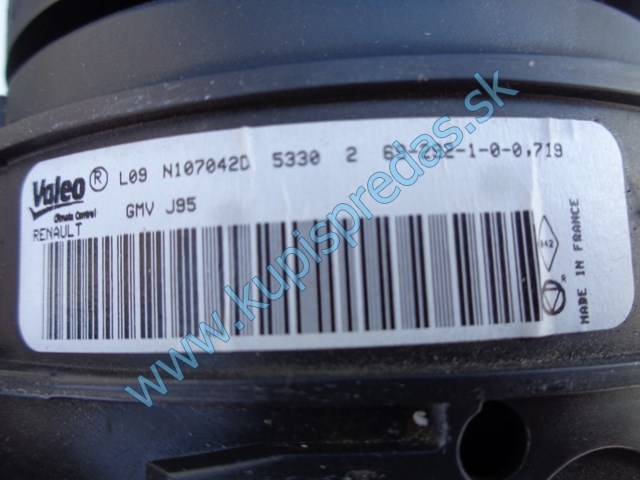 Valeo® L09 N107042D 5330 2 -1-0-0,719
Climate Control GMV J95
RENAULT
MADE IN FRANCE
www.kupispredas.sk